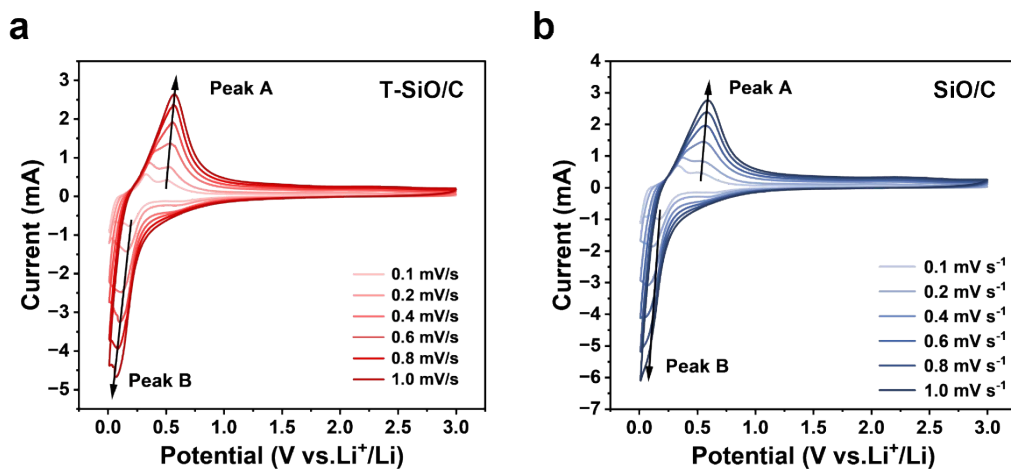 a
T-SiO/C
Peak A
Peak B
3
2
1
0
−1
−2
−3
−4
−5
Current (mA)
0.1 mV/s
0.2 mV/s
0.4 mV/s
0.6 mV/s
0.8 mV/s
1.0 mV/s
0.0 0.5 1.0 1.5 2.0 2.5 3.0
Potential (V vs.Li⁺/Li)
b
SiO/C
Peak A
Peak B
4
3
2
1
0
−1
−2
−3
−4
−5
−6
−7
Current (mA)
0.1 mV s⁻¹
0.2 mV s⁻¹
0.4 mV s⁻¹
0.6 mV s⁻¹
0.8 mV s⁻¹
1.0 mV s⁻¹
0.0 0.5 1.0 1.5 2.0 2.5 3.0
Potential (V vs.Li⁺/Li)